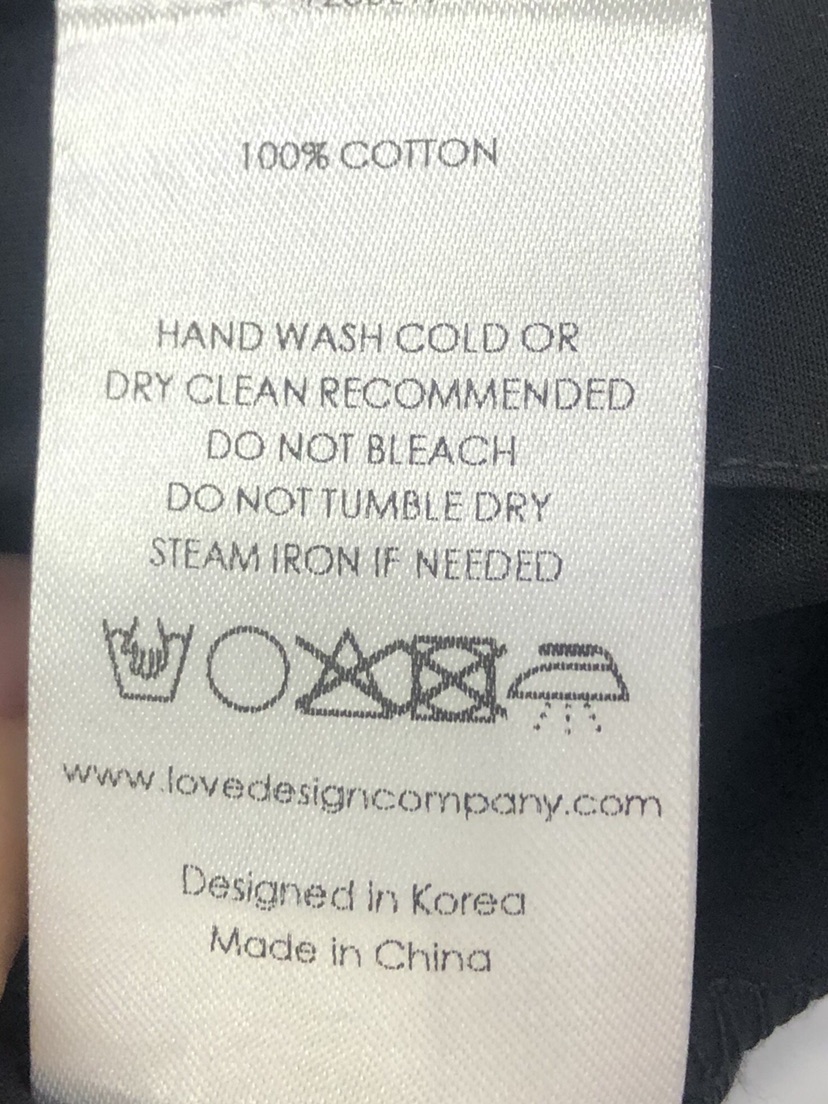 100% COTTON
HAND WASH COLD OR
DRY CLEAN RECOMMENDED
DO NOT BLEACH
DO NOT TUMBLE DRY
STEAM IRON IF NEEDED
www.lovedesigncompany.com
Designed in Korea
Made in China